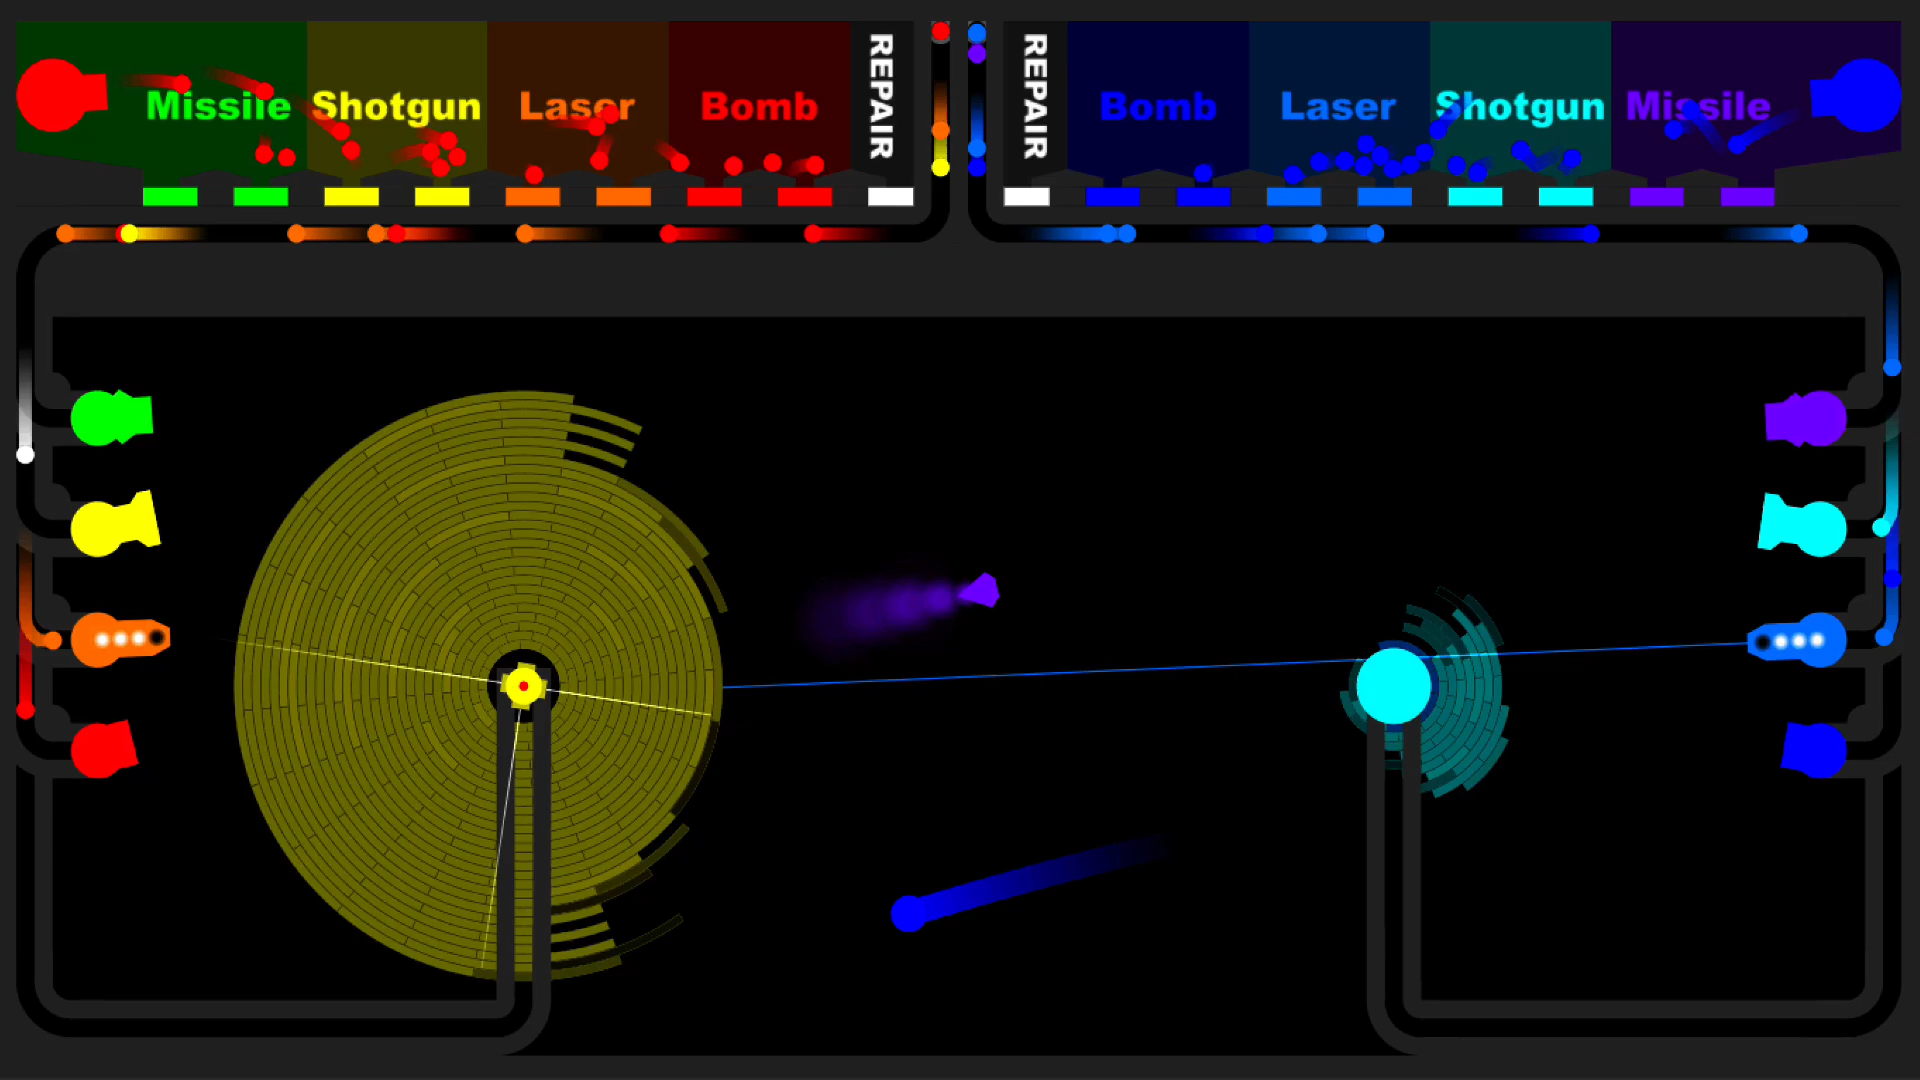 Missile
Shotgun
Laser
Bomb
REPAIR
REPAIR
Bomb
Laser
Shotgun
Missile